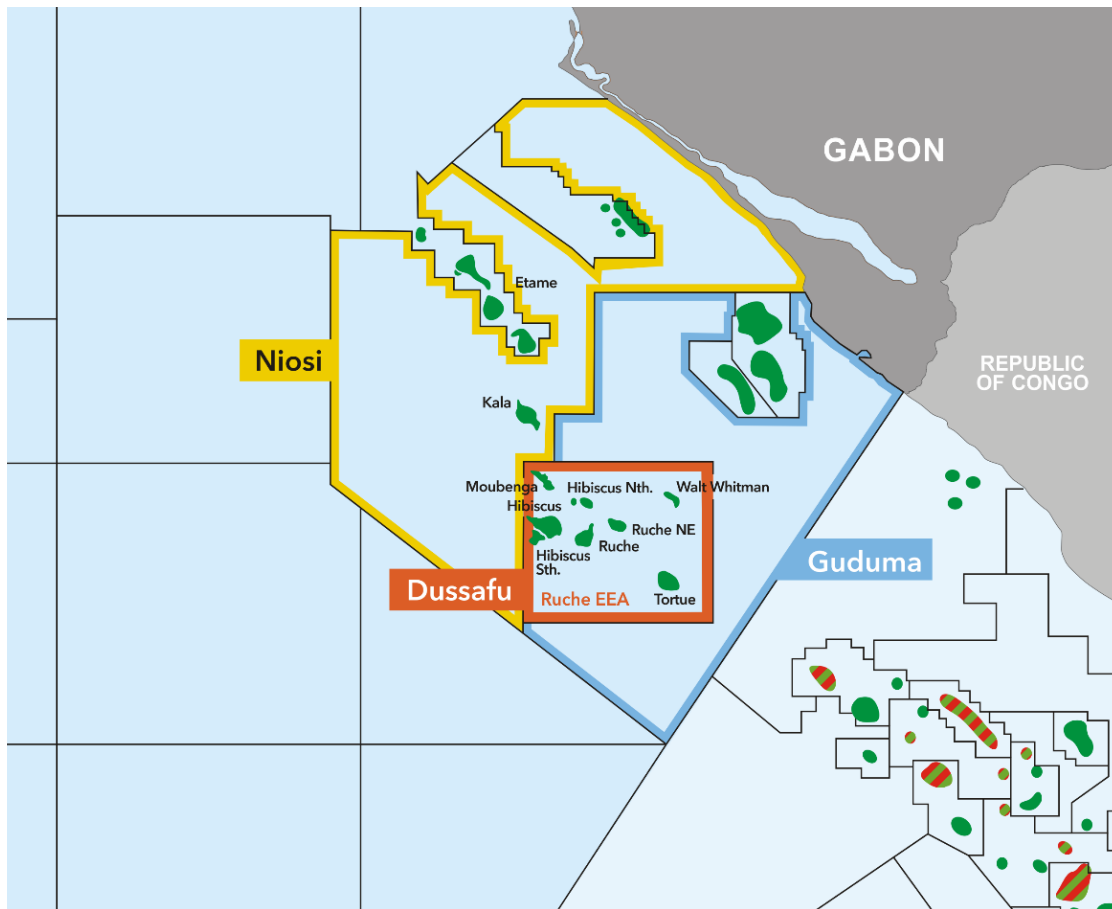 GABON
REPUBLIC
OF CONGO
Etame
Niosi
Kala
Moubenga
Hibiscus Nth.
Walt Whitman
Hibiscus
Ruche NE
Ruche
Hibiscus
Sth.
Guduma
Dussafu
Ruche EEA
Tortue